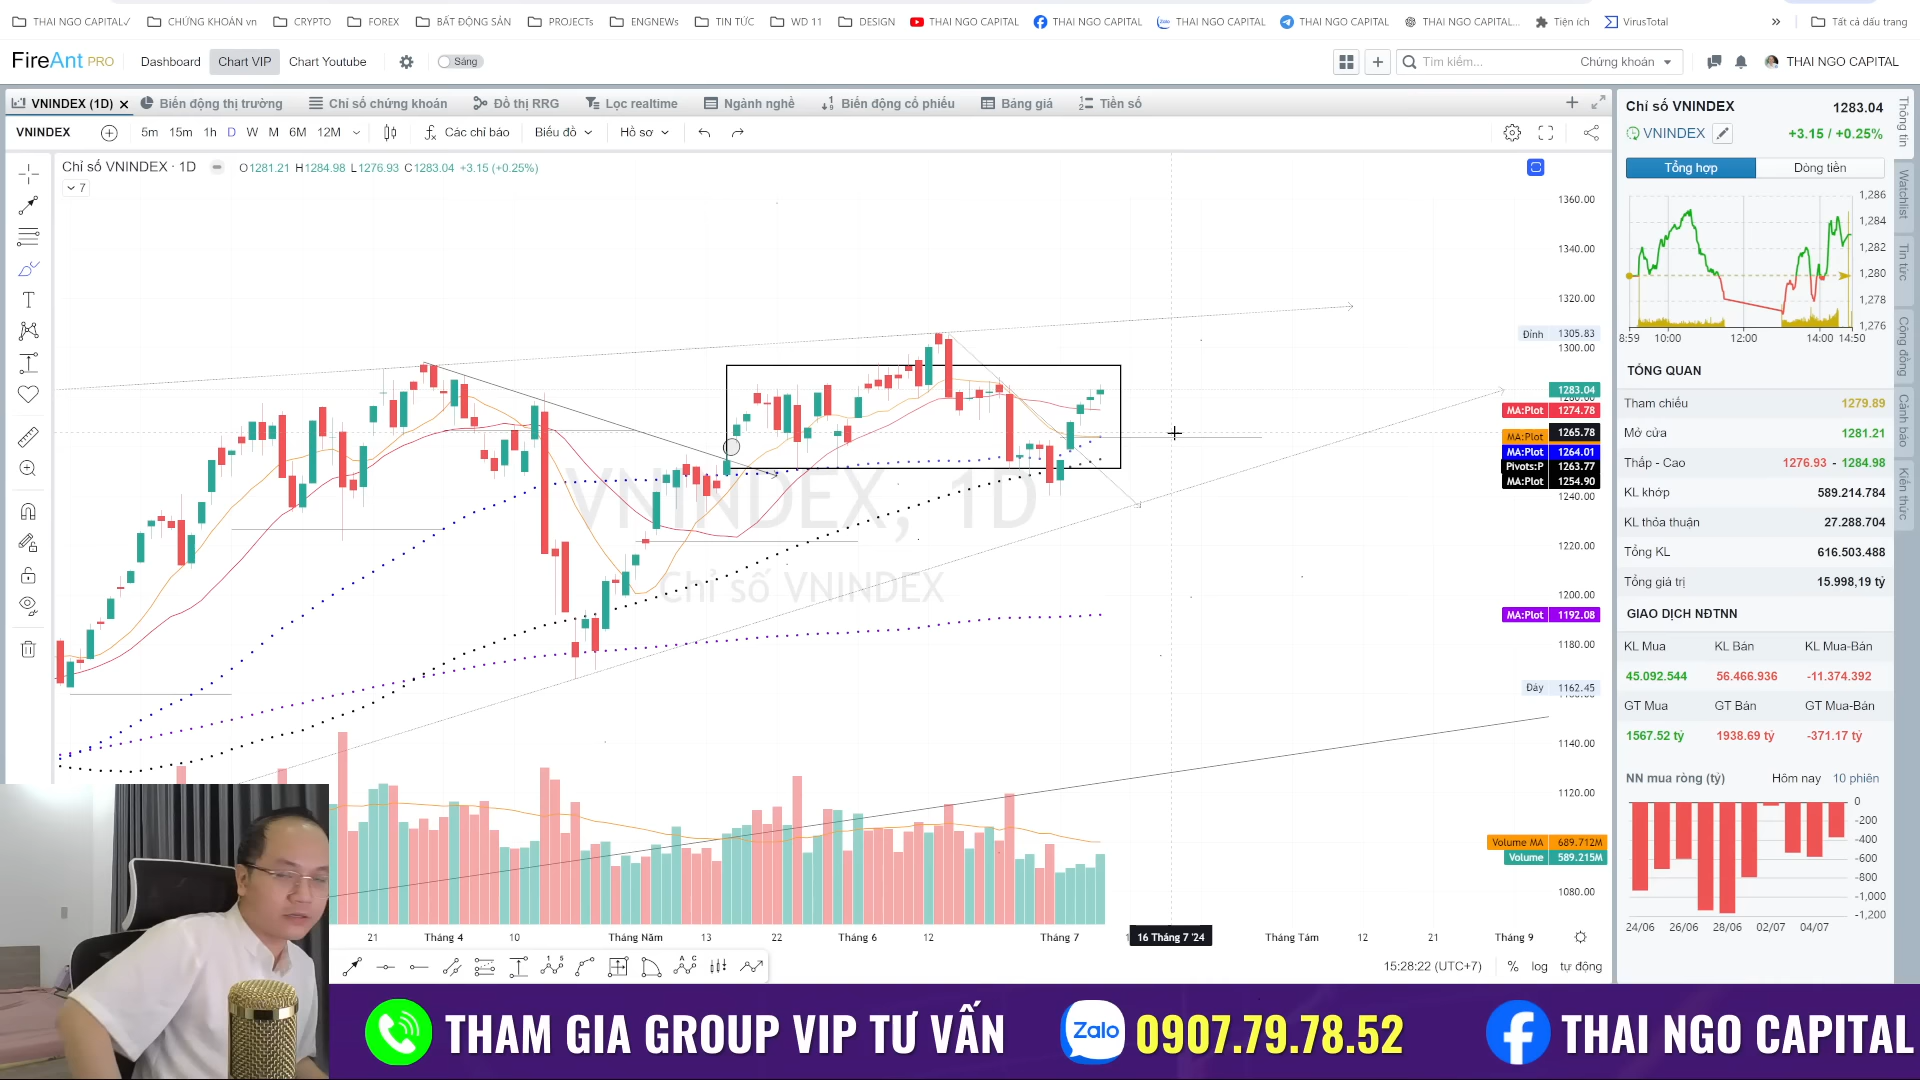 THAI NGO CAPITAL✓ CHỨNG KHOÁN vn CRYPTO FOREX BẤT ĐỘNG SẢN PROJECTs ENGNEWs TIN TỨC WD 11 DESIGN THAI NGO CAPITAL THAI NGO CAPITAL THAI NGO CAPITAL THAI NGO CAPITAL THAI NGO CAPITAL... Tiện ích VirusTotal » Tất cả dấu trang
FireAnt PRO Dashboard Chart VIP Chart Youtube Sáng Tìm kiếm... Chứng khoán THAI NGO CAPITAL
VNINDEX (1D) Biến động thị trường Chỉ số chứng khoán Đồ thị RRG Lọc realtime Ngành nghề Biến động cổ phiếu Bảng giá Tiền số
VNINDEX 5m 15m 1h D W M 6M 12M Các chỉ báo Biểu đồ Hồ sơ
Chỉ số VNINDEX · 1D O1281.21 H1284.98 L1276.93 C1283.04 +3.15 (+0.25%)
7
1360.00
1340.00
1320.00
Đỉnh 1305.83
1300.00
1283.04
1280.00
MA:Plot 1274.78
1265.78
MA:Plot
MA:Plot 1264.01
Pivots:P 1263.77
MA:Plot 1254.90
1240.00
1220.00
1200.00
MA:Plot 1192.08
1180.00
Đáy 1162.45
1140.00
1120.00
Volume MA 689.712M
Volume 589.215M
1080.00
VNINDEX, 1D
Chỉ số VNINDEX
21 Tháng 4 10 Tháng Năm 13 22 Tháng 6 12 Tháng 7 16 Tháng 7 '24 Tháng Tám 12 21 Tháng 9
15:28:22 (UTC+7) % log tự động
Chỉ số VNINDEX 1283.04
VNINDEX +3.15 / +0.25%
Tổng hợp Dòng tiền
1,286
1,284
1,282
1,280
1,278
1,276
8:59 10:00 12:00 14:00 14:50
TỔNG QUAN
Tham chiếu 1279.89
Mở cửa 1281.21
Thấp - Cao 1276.93 - 1284.98
KL khớp 589.214.784
KL thỏa thuận 27.288.704
Tổng KL 616.503.488
Tổng giá trị 15.998,19 tỷ
GIAO DỊCH NĐTNN
KL Mua KL Bán KL Mua-Bán
45.092.544 56.466.936 -11.374.392
GT Mua GT Bán GT Mua-Bán
1567.52 tỷ 1938.69 tỷ -371.17 tỷ
NN mua ròng (tỷ) Hôm nay 10 phiên
0
-200
-400
-600
-800
-1,000
-1,200
24/06 26/06 28/06 02/07 04/07
Thông tin
Watchlist
Tin tức
Cộng đồng
Cảnh báo
Kiến thức
THAM GIA GROUP VIP TƯ VẤN Zalo 0907.79.78.52 THAI NGO CAPITAL